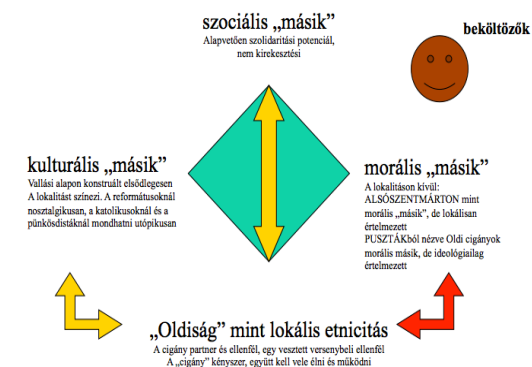 szociális „másik”
Alapvetően szolidaritási potenciál,
nem kirekesztési
beköltözők
kulturális „másik”
Vallási alapon konstruált elsődlegesen
A lokalitást színezi. A reformátusoknál
nosztalgikusan, a katolikusoknál és a
pünkösdistáknál mondhatni utópikusan
morális „másik”
A lokalitáson kívül:
ALSÓSZENTMÁRTON mint
morális „másik”, de lokálisan
értelmezett
PUSZTÁKból nézve Oldi cigányok
morális másik, de ideológiailag
értelmezett
„Oldiság” mint lokális etnicitás
A cigány partner és ellenfél, egy vesztett versenybeli ellenfél
A „cigány” kényszer, együtt kell vele élni és működni